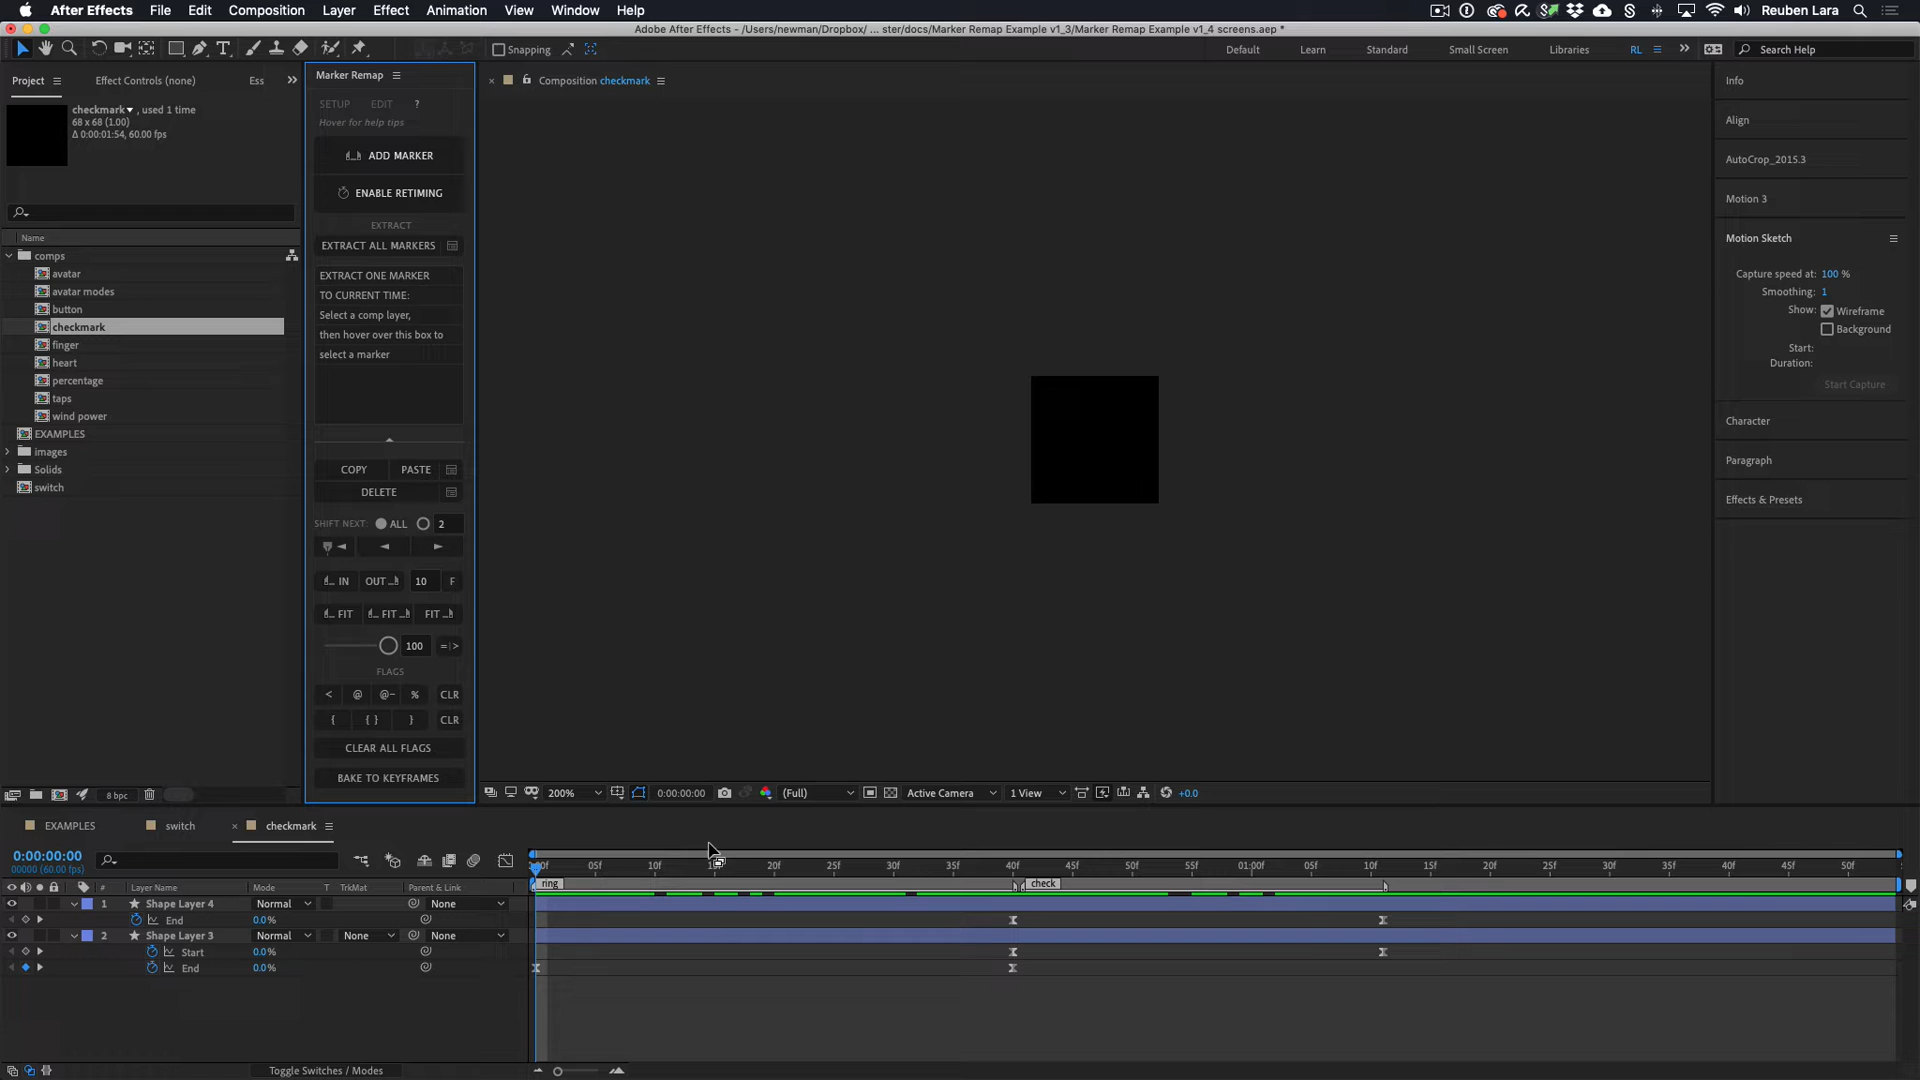 After Effects File Edit Composition Layer Effect Animation View Window Help Reuben Lara
Adobe After Effects - /Users/newman/Dropbox/ ... ster/docs/Marker Remap Example v1_3/Marker Remap Example v1_4 screens.aep *
Snapping Default Learn Standard Small Screen Libraries RL Search Help
Project Effect Controls (none) Ess
checkmark, used 1 time
68 x 68 (1.00)
Δ 0:00:01:54, 60.00 fps
Name
comps
avatar
avatar modes
button
checkmark
finger
heart
percentage
taps
wind power
EXAMPLES
images
Solids
switch
8 bpc
Marker Remap
SETUP EDIT ?
Hover for help tips
ADD MARKER
ENABLE RETIMING
EXTRACT
EXTRACT ALL MARKERS
EXTRACT ONE MARKER
TO CURRENT TIME:
Select a comp layer,
then hover over this box to
select a marker
COPY PASTE
DELETE
SHIFT NEXT: ALL 2
IN OUT 10 F
FIT FIT FIT
100 =|>
FLAGS
< @ @- % CLR
{ { } } CLR
CLEAR ALL FLAGS
BAKE TO KEYFRAMES
Composition checkmark
200% 0:00:00:00 (Full) Active Camera 1 View +0.0
Info
Align
AutoCrop_2015.3
Motion 3
Motion Sketch
Capture speed at: 100 %
Smoothing: 1
Show: Wireframe
Background
Start:
Duration:
Start Capture
Character
Paragraph
Effects & Presets
EXAMPLES switch checkmark
0:00:00:00
00000 (60.00 fps)
05f 10f 20f 25f 30f 35f 40f 45f 50f 55f 01:00f 05f 10f 15f 20f 25f 30f 35f 40f 45f 50f
# Layer Name Mode T TrkMat Parent & Link
ring check
1 Shape Layer 4 Normal None
End 0.0%
2 Shape Layer 3 Normal None None
Start 0.0%
End 0.0%
Toggle Switches / Modes